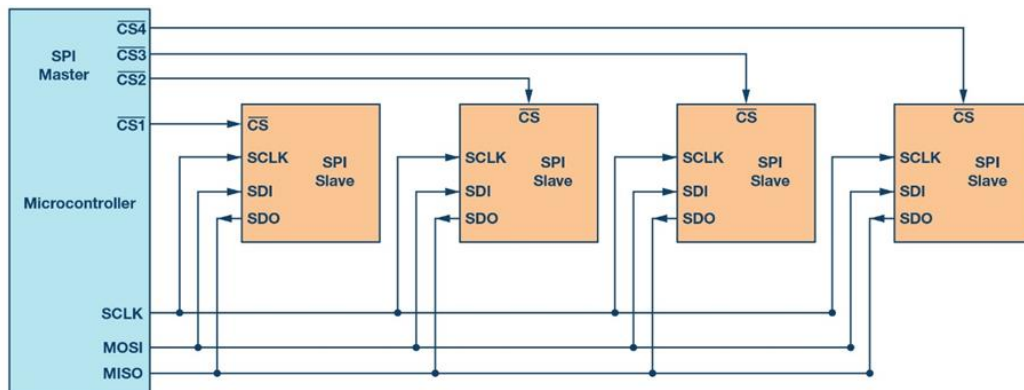 CS4
SPI
Master
CS3
CS2
CS1
Microcontroller
SCLK
MOSI
MISO
CS
SCLK
SPI
Slave
SDI
SDO
CS
SCLK
SPI
Slave
SDI
SDO
CS
SCLK
SPI
Slave
SDI
SDO
CS
SCLK
SPI
Slave
SDI
SDO